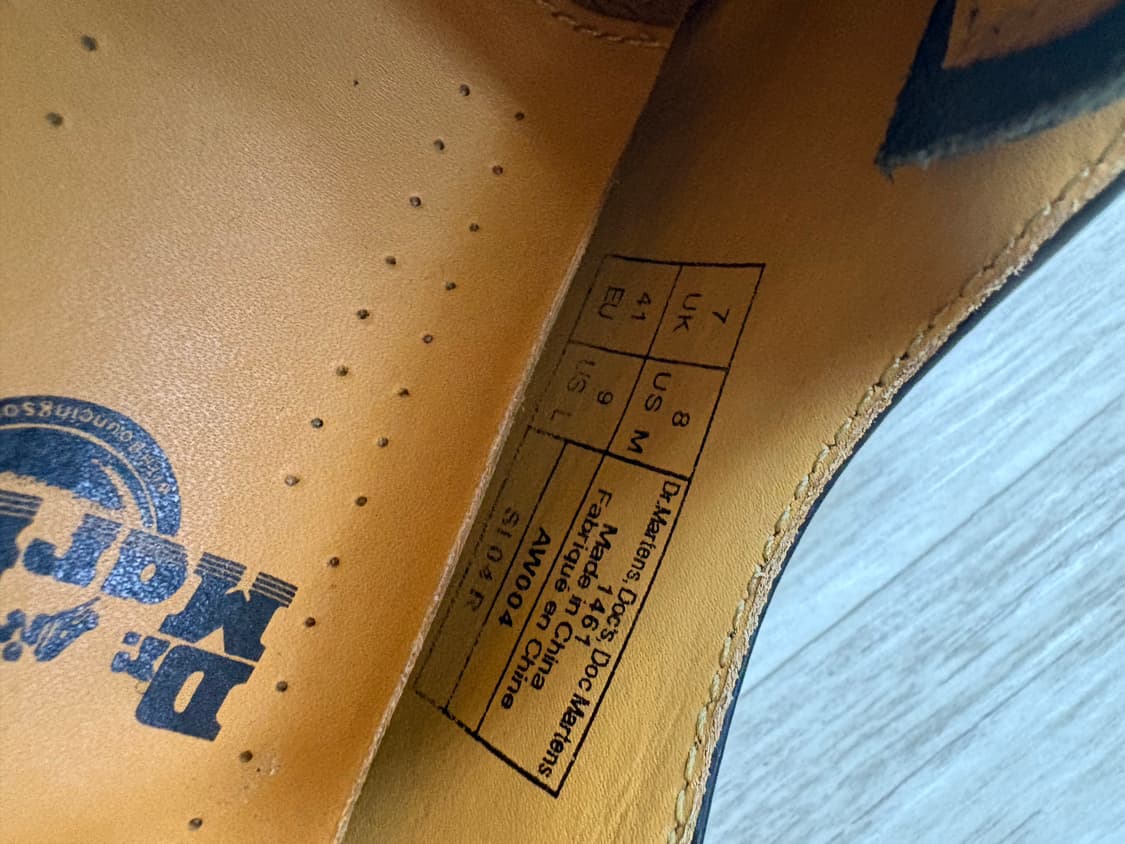 7
UK
8
US M
41
EU
9
US L
Dr.Martens, Doc's, Doc Martens
1461
Made in China
Fabriqué en Chine
AW004
Dr
Mar